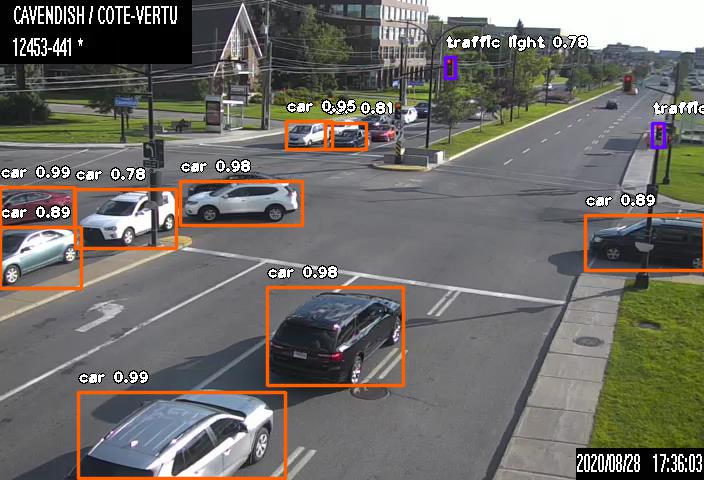 CAVENDISH / COTE-VERTU
12453-441 *
traffic light 0.78
car 0.95
0.81
traffic
car 0.99
car 0.78
car 0.98
car 0.89
car 0.89
car 0.98
car 0.99
2020/08/28 17:36:03